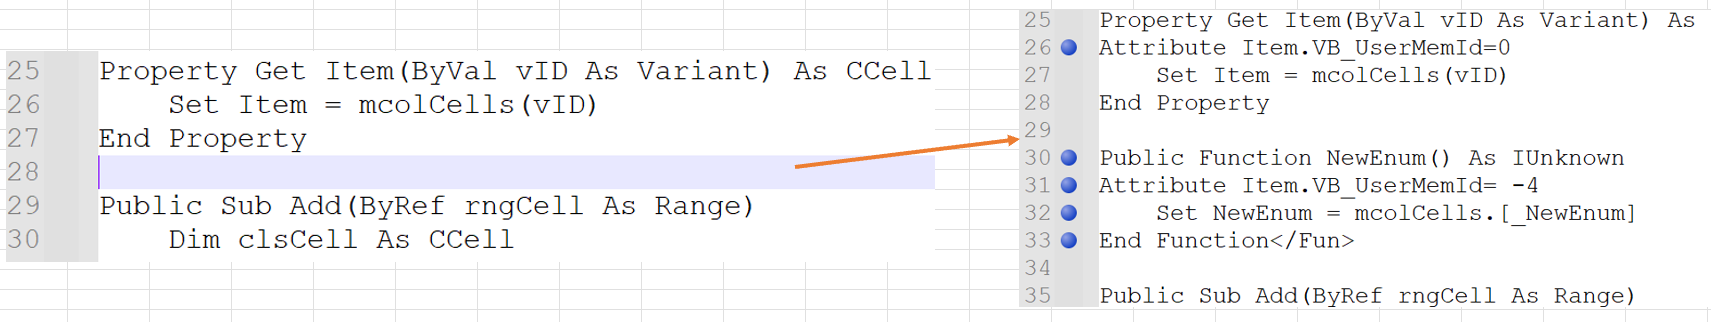 25 Property Get Item(ByVal vID As Variant) As CCell
26 Set Item = mcolCells(vID)
27 End Property
28
29 Public Sub Add(ByRef rngCell As Range)
30 Dim clsCell As CCell
25 Property Get Item(ByVal vID As Variant) As
26 Attribute Item.VB_UserMemId=0
27 Set Item = mcolCells(vID)
28 End Property
29
30 Public Function NewEnum() As IUnknown
31 Attribute Item.VB_UserMemId= -4
32 Set NewEnum = mcolCells.[_NewEnum]
33 End Function</Fun>
34
35 Public Sub Add(ByRef rngCell As Range)